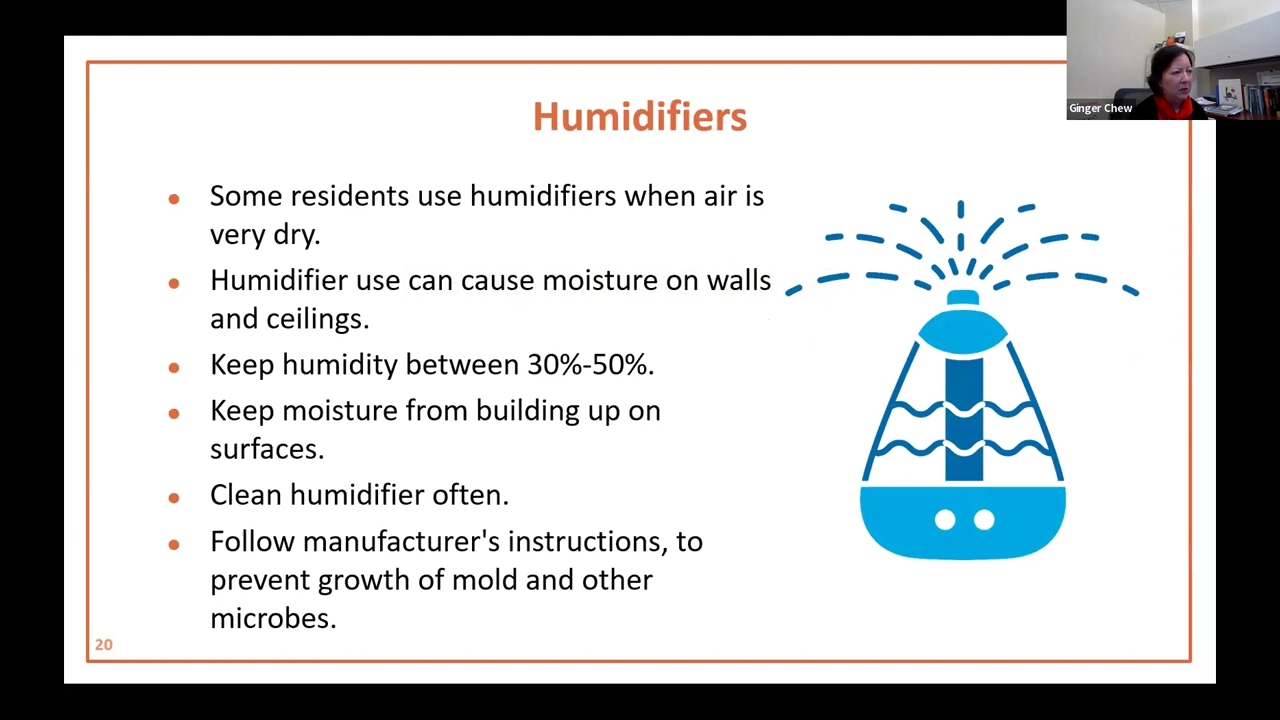 Ginger Chew
Humidifiers
Some residents use humidifiers when air is
very dry.
Humidifier use can cause moisture on walls
and ceilings.
Keep humidity between 30%-50%.
Keep moisture from building up on
surfaces.
Clean humidifier often.
Follow manufacturer's instructions, to
prevent growth of mold and other
microbes.
20